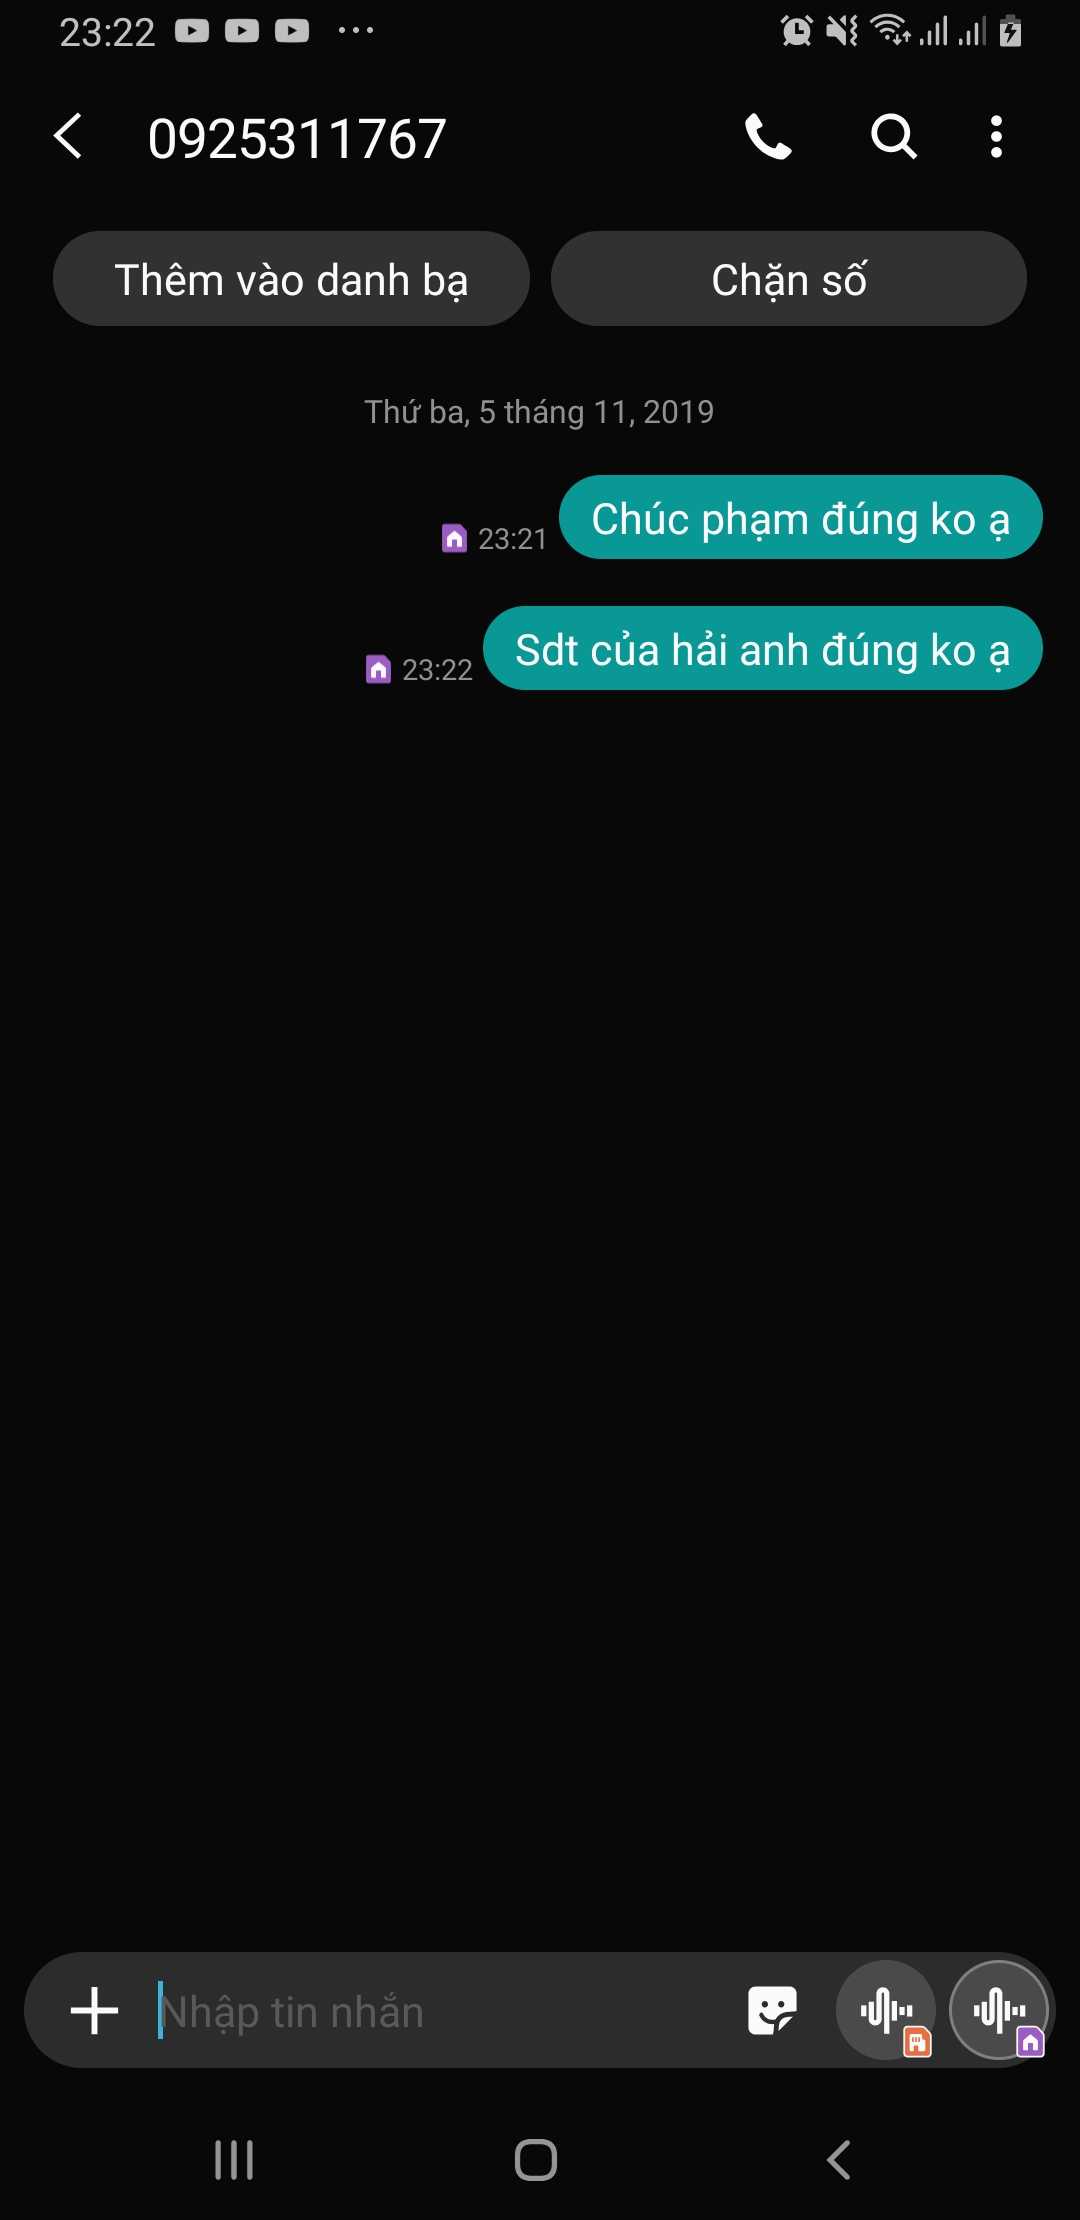 23:22
0925311767
Thêm vào danh bạ
Chặn số
Thứ ba, 5 tháng 11, 2019
Chúc phạm đúng ko ạ
23:21
Sdt của hải anh đúng ko ạ
23:22
Nhập tin nhắn